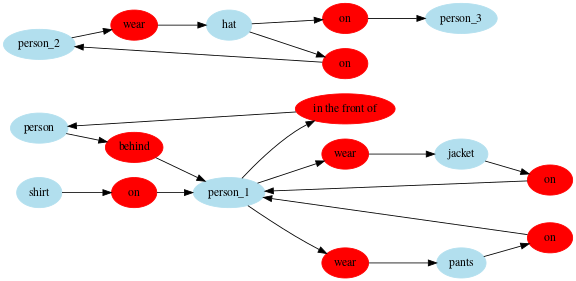 person_2
wear
hat
on
person_3
on
person
behind
in the front of
shirt
on
person_1
wear
jacket
on
wear
pants
on